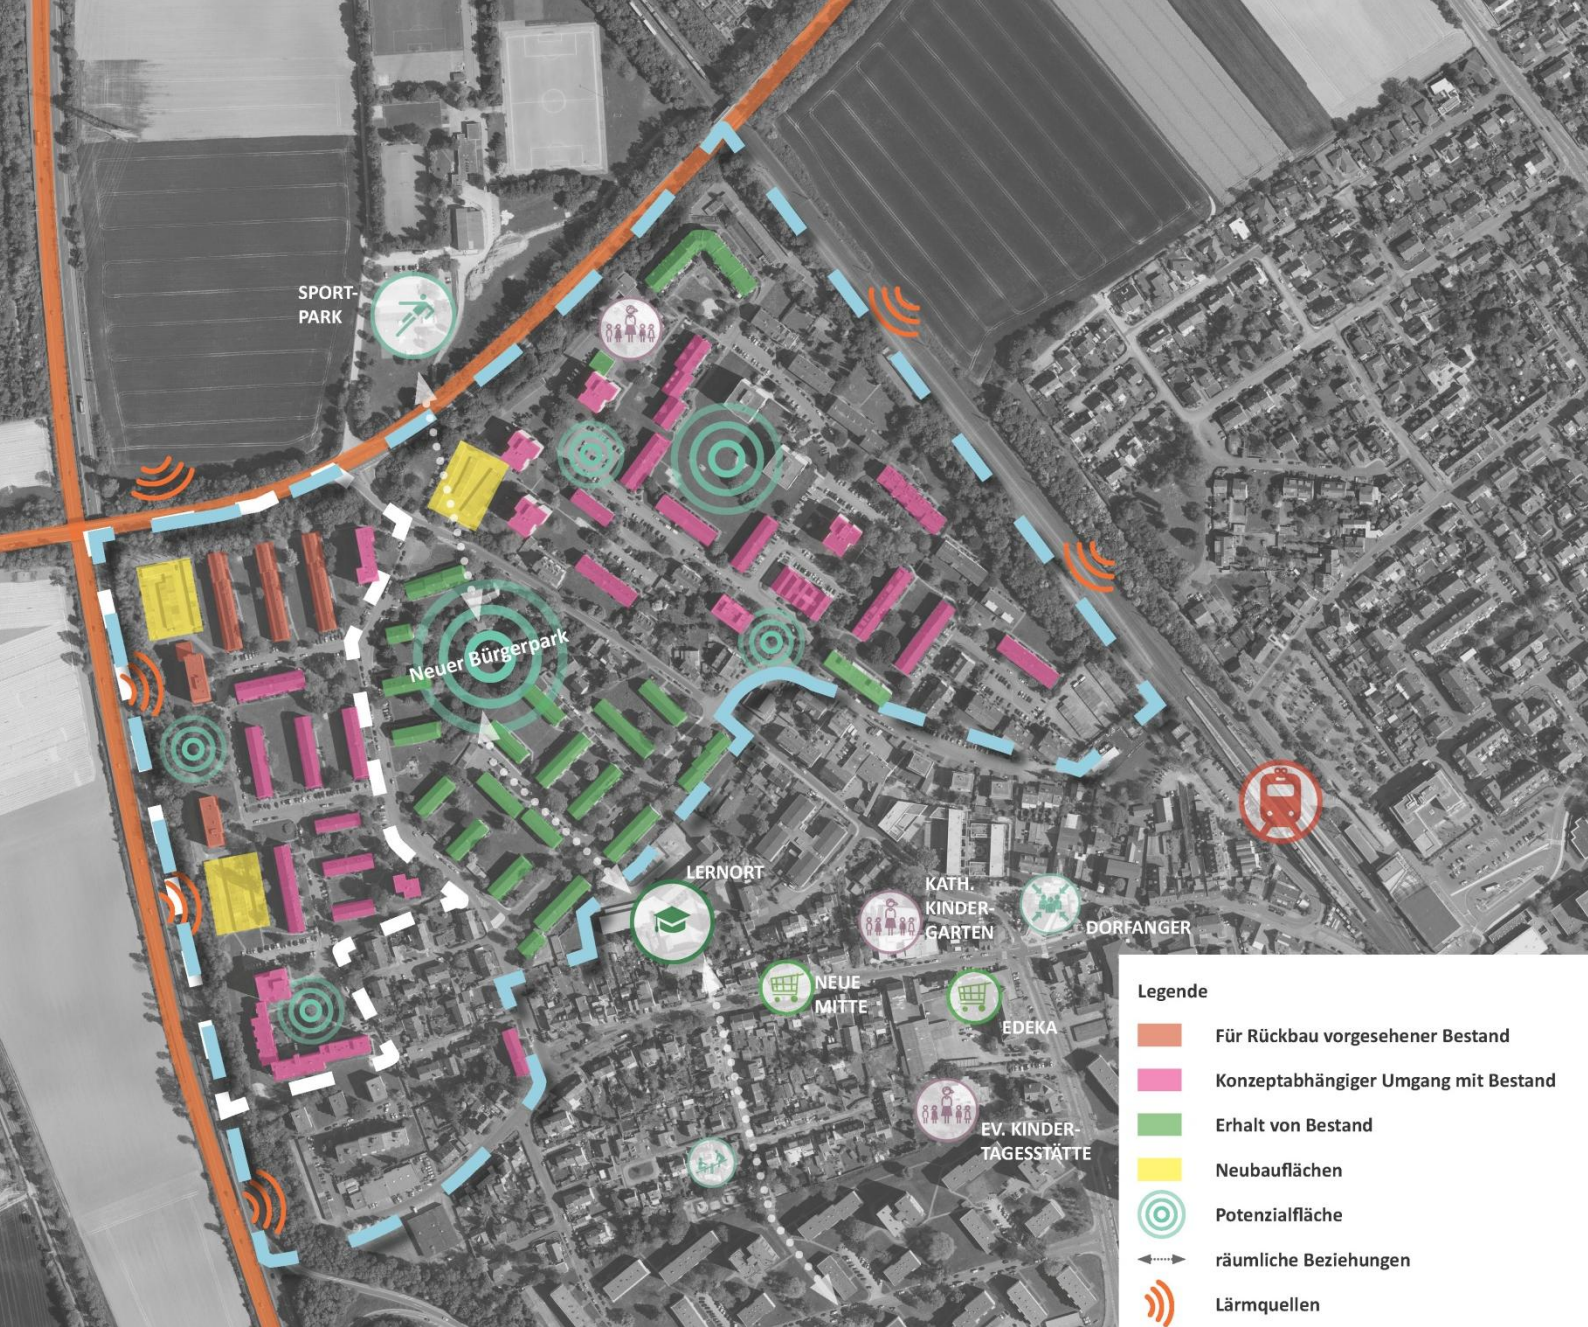 SPORT-
PARK
Neuer Bürgerpark
LERNORT
KATH.
KINDER-
GARTEN
DORFANGER
NEUE
MITTE
EDEKA
EV. KINDER-
TAGESSTÄTTE
Legende
Für Rückbau vorgesehener Bestand
Konzeptabhängiger Umgang mit Bestand
Erhalt von Bestand
Neubauflächen
Potenzialfläche
räumliche Beziehungen
Lärmquellen